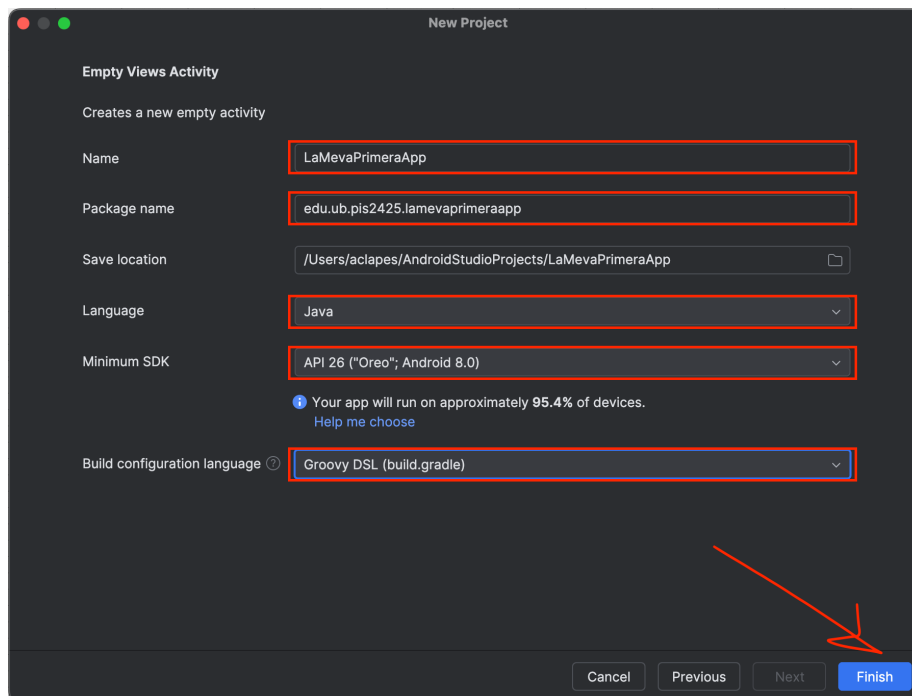 New Project
Empty Views Activity
Creates a new empty activity
Name
LaMevaPrimeraApp
Package name
edu.ub.pis2425.lamevaprimeraapp
Save location
/Users/aclapes/AndroidStudioProjects/LaMevaPrimeraApp
Language
Java
Minimum SDK
API 26 ("Oreo"; Android 8.0)
Your app will run on approximately 95.4% of devices.
Help me choose
Build configuration language ?
Groovy DSL (build.gradle)
Cancel Previous Next Finish